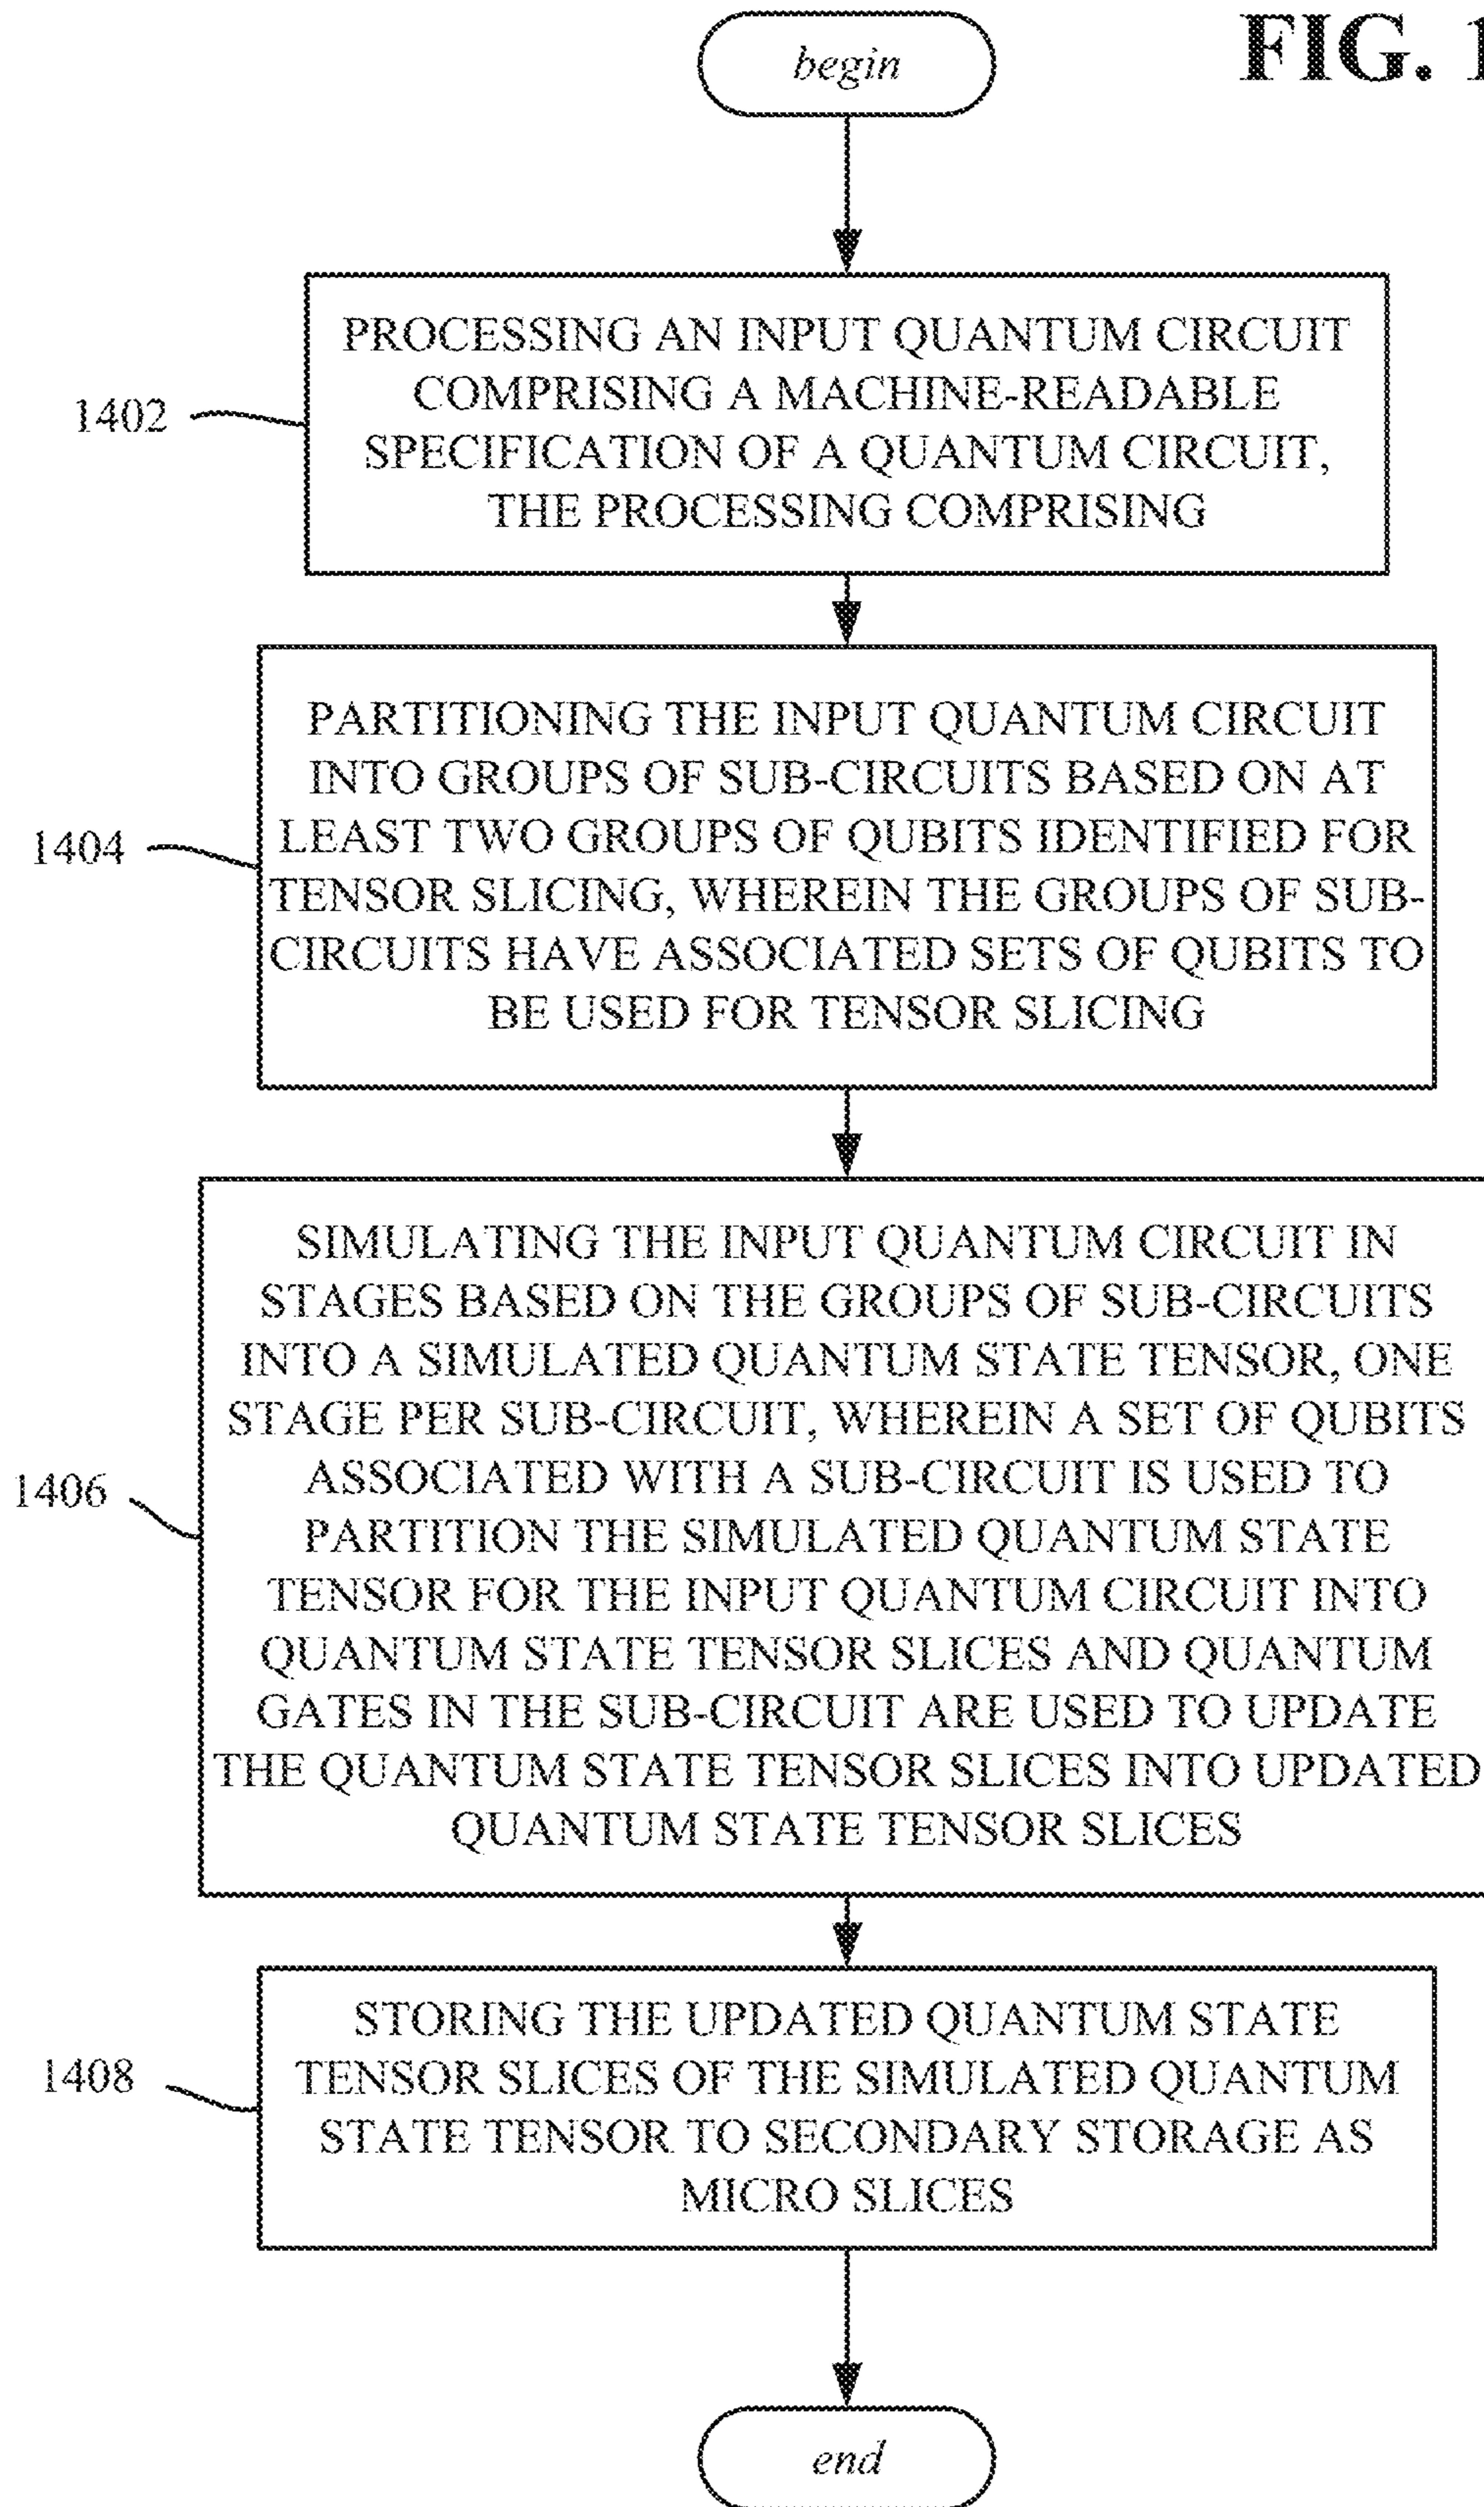 FIG. 1
begin
PROCESSING AN INPUT QUANTUM CIRCUIT
COMPRISING A MACHINE-READABLE
SPECIFICATION OF A QUANTUM CIRCUIT,
THE PROCESSING COMPRISING
1402
PARTITIONING THE INPUT QUANTUM CIRCUIT
INTO GROUPS OF SUB-CIRCUITS BASED ON AT
LEAST TWO GROUPS OF QUBITS IDENTIFIED FOR
TENSOR SLICING, WHEREIN THE GROUPS OF SUB-
CIRCUITS HAVE ASSOCIATED SETS OF QUBITS TO
BE USED FOR TENSOR SLICING
1404
SIMULATING THE INPUT QUANTUM CIRCUIT IN
STAGES BASED ON THE GROUPS OF SUB-CIRCUITS
INTO A SIMULATED QUANTUM STATE TENSOR, ONE
STAGE PER SUB-CIRCUIT, WHEREIN A SET OF QUBITS
ASSOCIATED WITH A SUB-CIRCUIT IS USED TO
PARTITION THE SIMULATED QUANTUM STATE
TENSOR FOR THE INPUT QUANTUM CIRCUIT INTO
QUANTUM STATE TENSOR SLICES AND QUANTUM
GATES IN THE SUB-CIRCUIT ARE USED TO UPDATE
THE QUANTUM STATE TENSOR SLICES INTO UPDATED
QUANTUM STATE TENSOR SLICES
1406
STORING THE UPDATED QUANTUM STATE
TENSOR SLICES OF THE SIMULATED QUANTUM
STATE TENSOR TO SECONDARY STORAGE AS
MICRO SLICES
1408
end